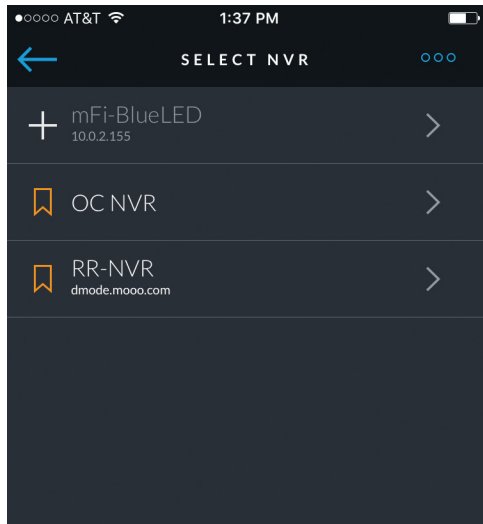 AT&T 1:37 PM
SELECT NVR
mFi-BlueLED
10.0.2.155
OC NVR
RR-NVR
dmode.mooo.com